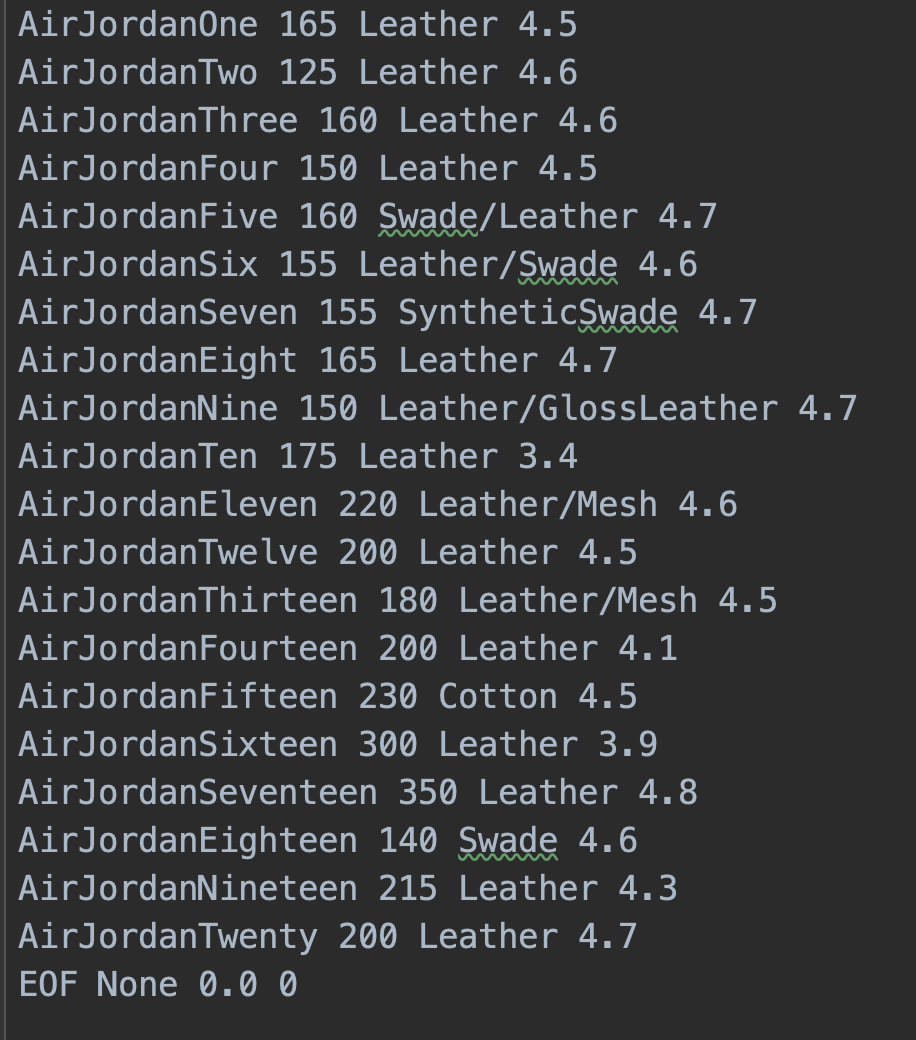 AirJordanOne 165 Leather 4.5
AirJordanTwo 125 Leather 4.6
AirJordanThree 160 Leather 4.6
AirJordanFour 150 Leather 4.5
AirJordanFive 160 Swade/Leather 4.7
AirJordanSix 155 Leather/Swade 4.6
AirJordanSeven 155 SyntheticSwade 4.7
AirJordanEight 165 Leather 4.7
AirJordanNine 150 Leather/GlossLeather 4.7
AirJordanTen 175 Leather 3.4
AirJordanEleven 220 Leather/Mesh 4.6
AirJordanTwelve 200 Leather 4.5
AirJordanThirteen 180 Leather/Mesh 4.5
AirJordanFourteen 200 Leather 4.1
AirJordanFifteen 230 Cotton 4.5
AirJordanSixteen 300 Leather 3.9
AirJordanSeventeen 350 Leather 4.8
AirJordanEighteen 140 Swade 4.6
AirJordanNineteen 215 Leather 4.3
AirJordanTwenty 200 Leather 4.7
EOF None 0.0 0